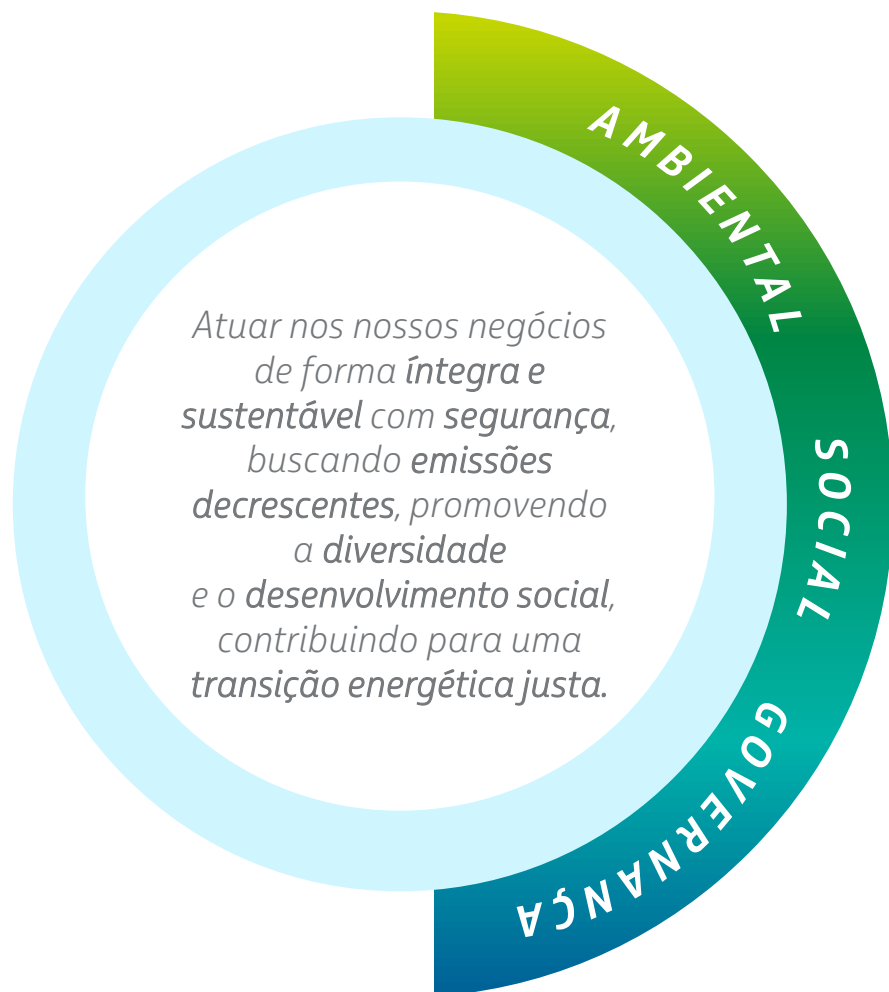 Atuar nos nossos negócios
de forma íntegra e
sustentável com segurança,
buscando emissões
decrescentes, promovendo
a diversidade
e o desenvolvimento social,
contribuindo para uma
transição energética justa.
AMBIENTAL
SOCIAL
GOVERNANÇA